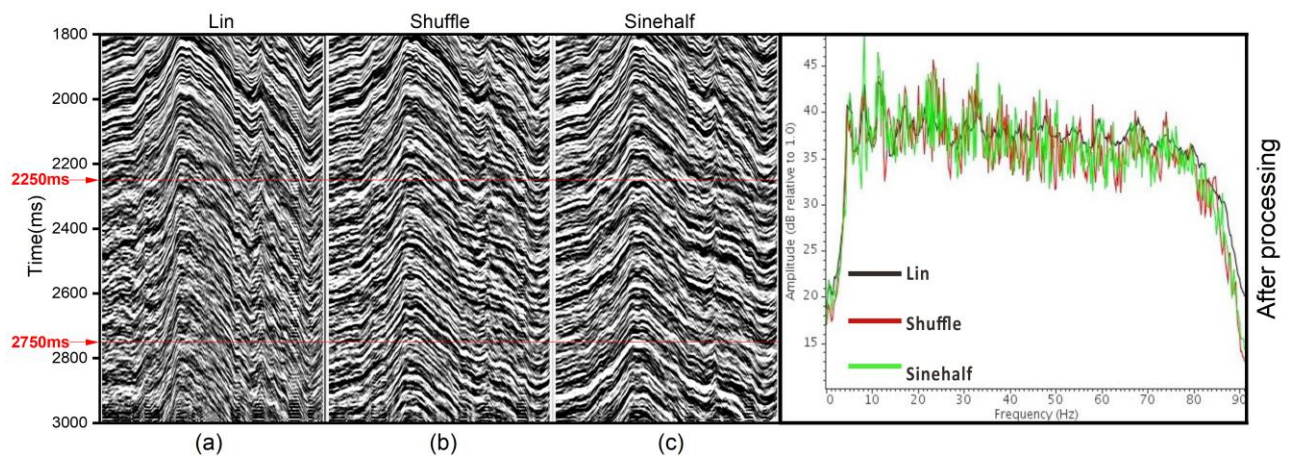 Lin Shuffle Sinehalf
1800
2000
2200
2250ms
2400
2600
2750ms
2800
3000
Time(ms)
(a) (b) (c)
45
40
35
30
25
20
15
Amplitude (dB relative to 1.0)
Lin
Shuffle
Sinehalf
0 10 20 30 40 50 60 70 80 90
Frequency (Hz)
After processing